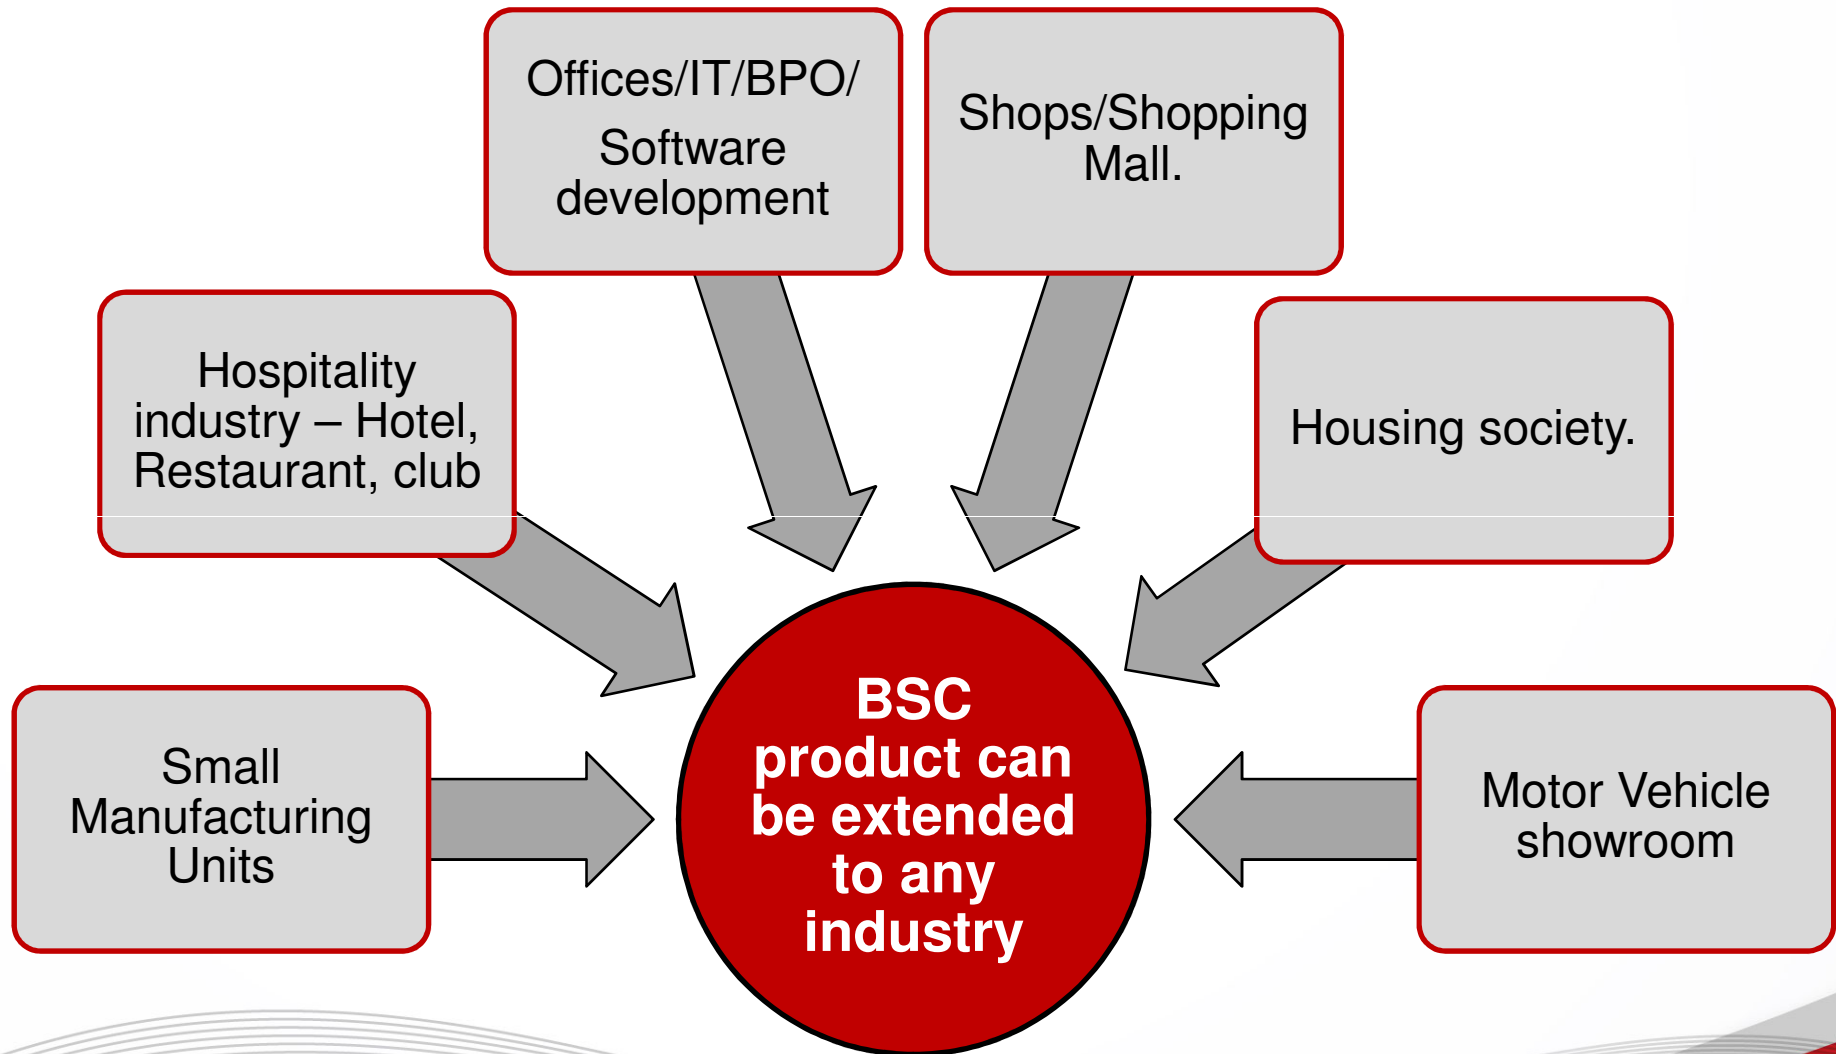 Offices/IT/BPO/
Software
development
Shops/Shopping
Mall.
Hospitality
industry – Hotel,
Restaurant, club
Housing society.
Small
Manufacturing
Units
BSC
product can
be extended
to any
industry
Motor Vehicle
showroom